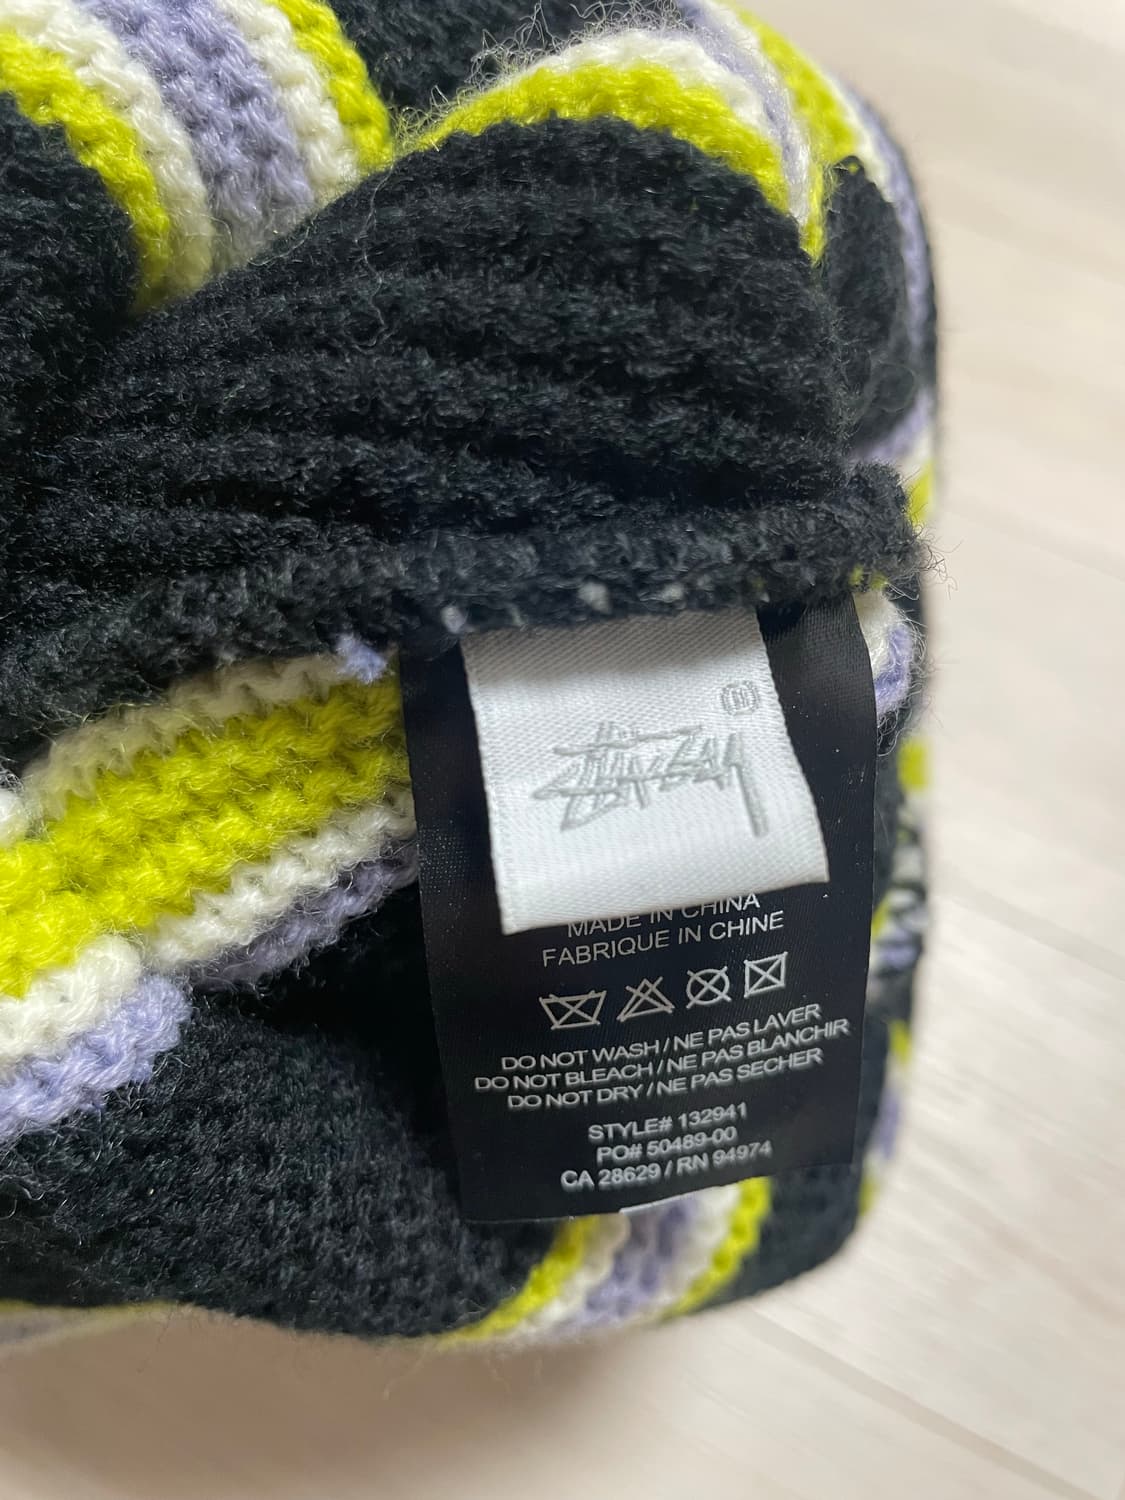 STUSSY
MADE IN CHINA
FABRIQUE IN CHINE
DO NOT WASH / NE PAS LAVER
DO NOT BLEACH / NE PAS BLANCHIR
DO NOT DRY / NE PAS SECHER
STYLE# 132941
PO# 50489-00
CA 28629 / RN 94974